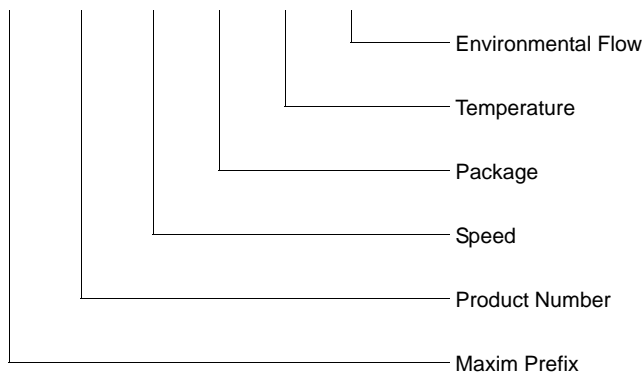 Environmental Flow
Temperature
Package
Speed
Product Number
Maxim Prefix